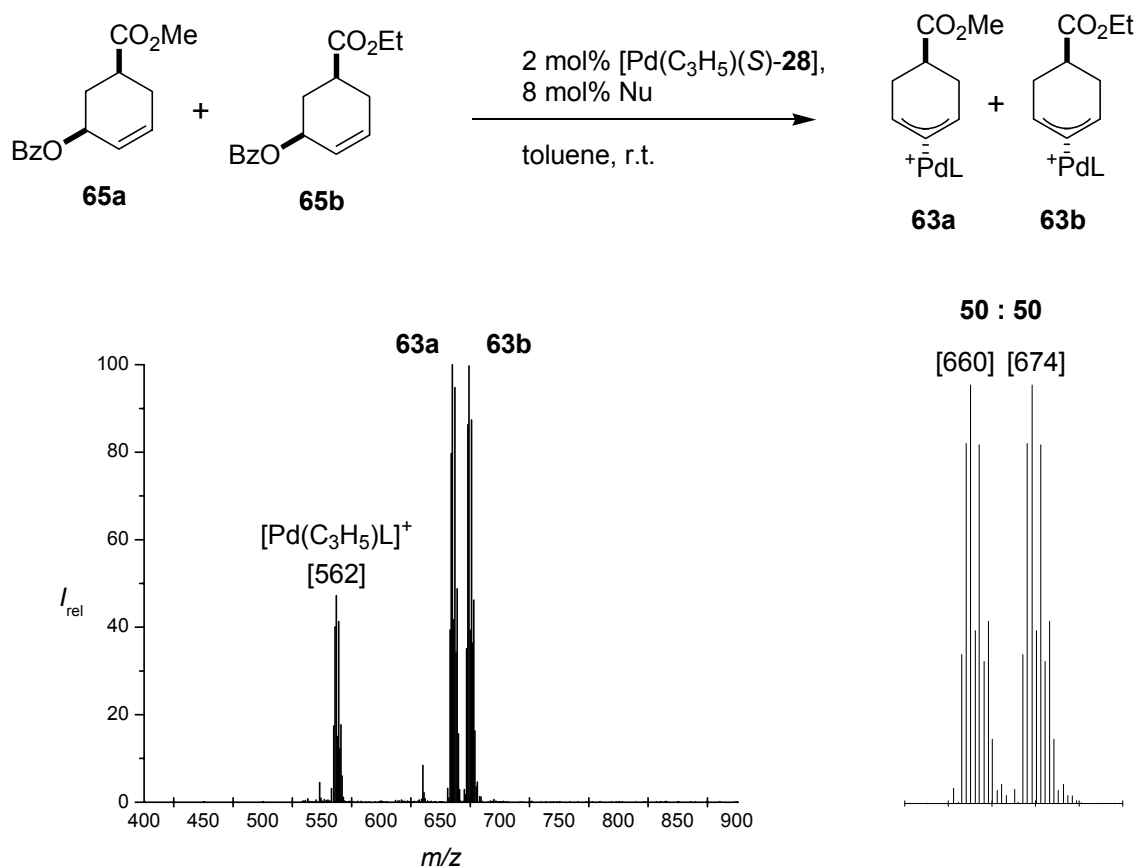 CO2Me
CO2Et
BzO
65a
+
BzO
65b
2 mol% [Pd(C3H5)(S)-28],
8 mol% Nu
toluene, r.t.
CO2Me
+PdL
63a
+
CO2Et
+PdL
63b
50 : 50
[660] [674]
63a 63b
[Pd(C3H5)L]+
[562]
Irel
100
80
60
40
20
0
400 450 500 550 600 650 700 750 800 850 900
m/z